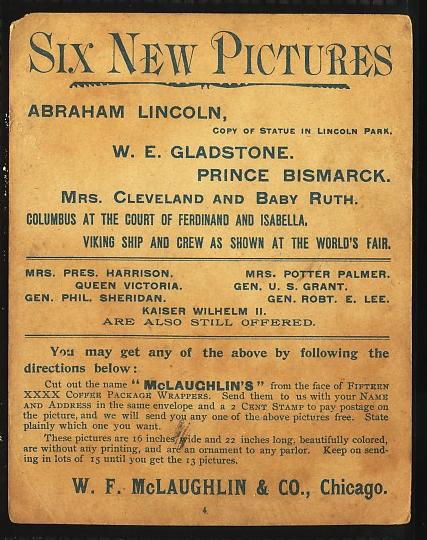 SIX NEW PICTURES
ABRAHAM LINCOLN,
COPY OF STATUE IN LINCOLN PARK.
W. E. GLADSTONE.
PRINCE BISMARCK.
MRS. CLEVELAND AND BABY RUTH.
COLUMBUS AT THE COURT OF FERDINAND AND ISABELLA.
VIKING SHIP AND CREW AS SHOWN AT THE WORLD'S FAIR.
MRS. PRES. HARRISON. MRS. POTTER PALMER.
QUEEN VICTORIA. GEN. U. S. GRANT.
GEN. PHIL. SHERIDAN. GEN. ROBT. E. LEE.
KAISER WILHELM II.
ARE ALSO STILL OFFERED.
You may get any of the above by following the
directions below:
Cut out the name "McLAUGHLIN'S" from the face of FIFTEEN
XXXX COFFEE PACKAGE WRAPPERS. Send them to us with your NAME
AND ADDRESS in the same envelope and a 2 CENT STAMP to pay postage on
the picture, and we will send you any one of the above pictures free. State
plainly which one you want.
These pictures are 16 inches wide and 22 inches long, beautifully colored,
are without any printing, and are an ornament to any parlor. Keep on send-
ing in lots of 15 until you get the 13 pictures.
W. F. McLAUGHLIN & CO., Chicago.
4